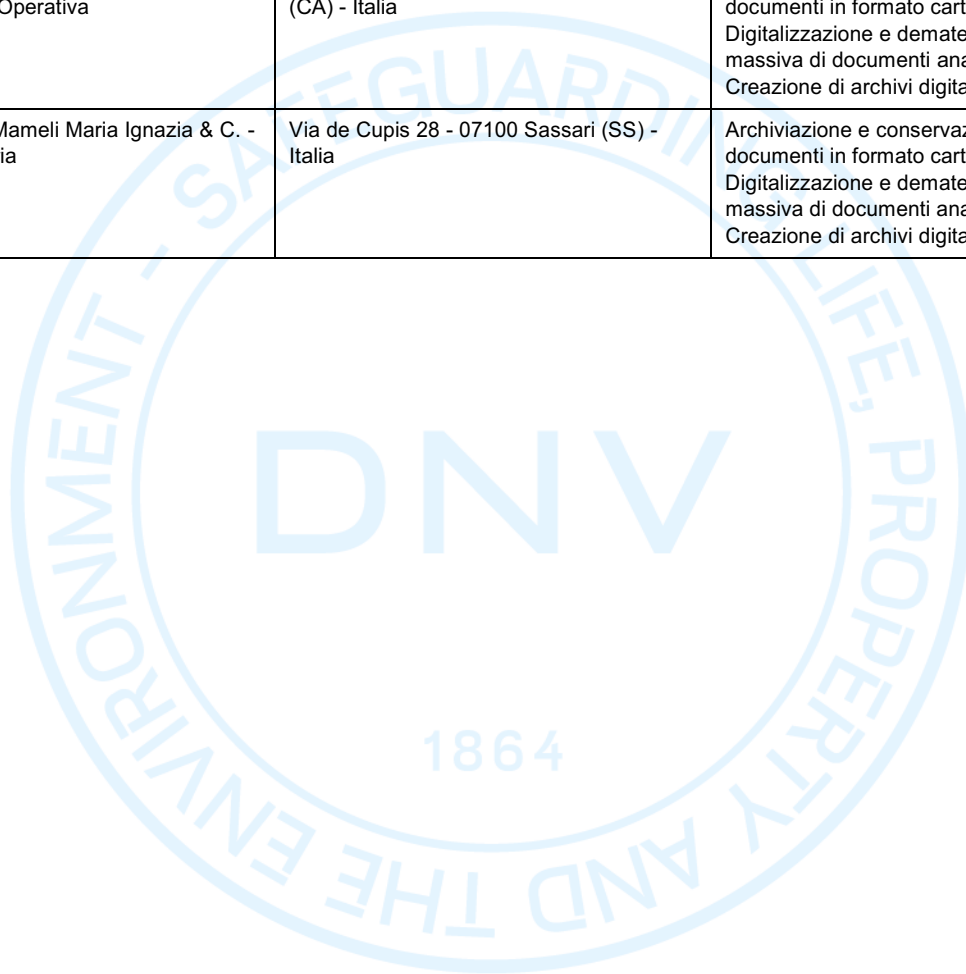 Operativa
(CA) - Italia
documenti in formato cart
Digitalizzazione e demate
massiva di documenti ana
Creazione di archivi digita
Mameli Maria Ignazia & C. -
ia
Via de Cupis 28 - 07100 Sassari (SS) -
Italia
Archiviazione e conservaz
documenti in formato cart
Digitalizzazione e demate
massiva di documenti ana
Creazione di archivi digita
SAFEGUARDING LIFE, PROPERTY AND THE ENVIRONMENT -
DNV
1864